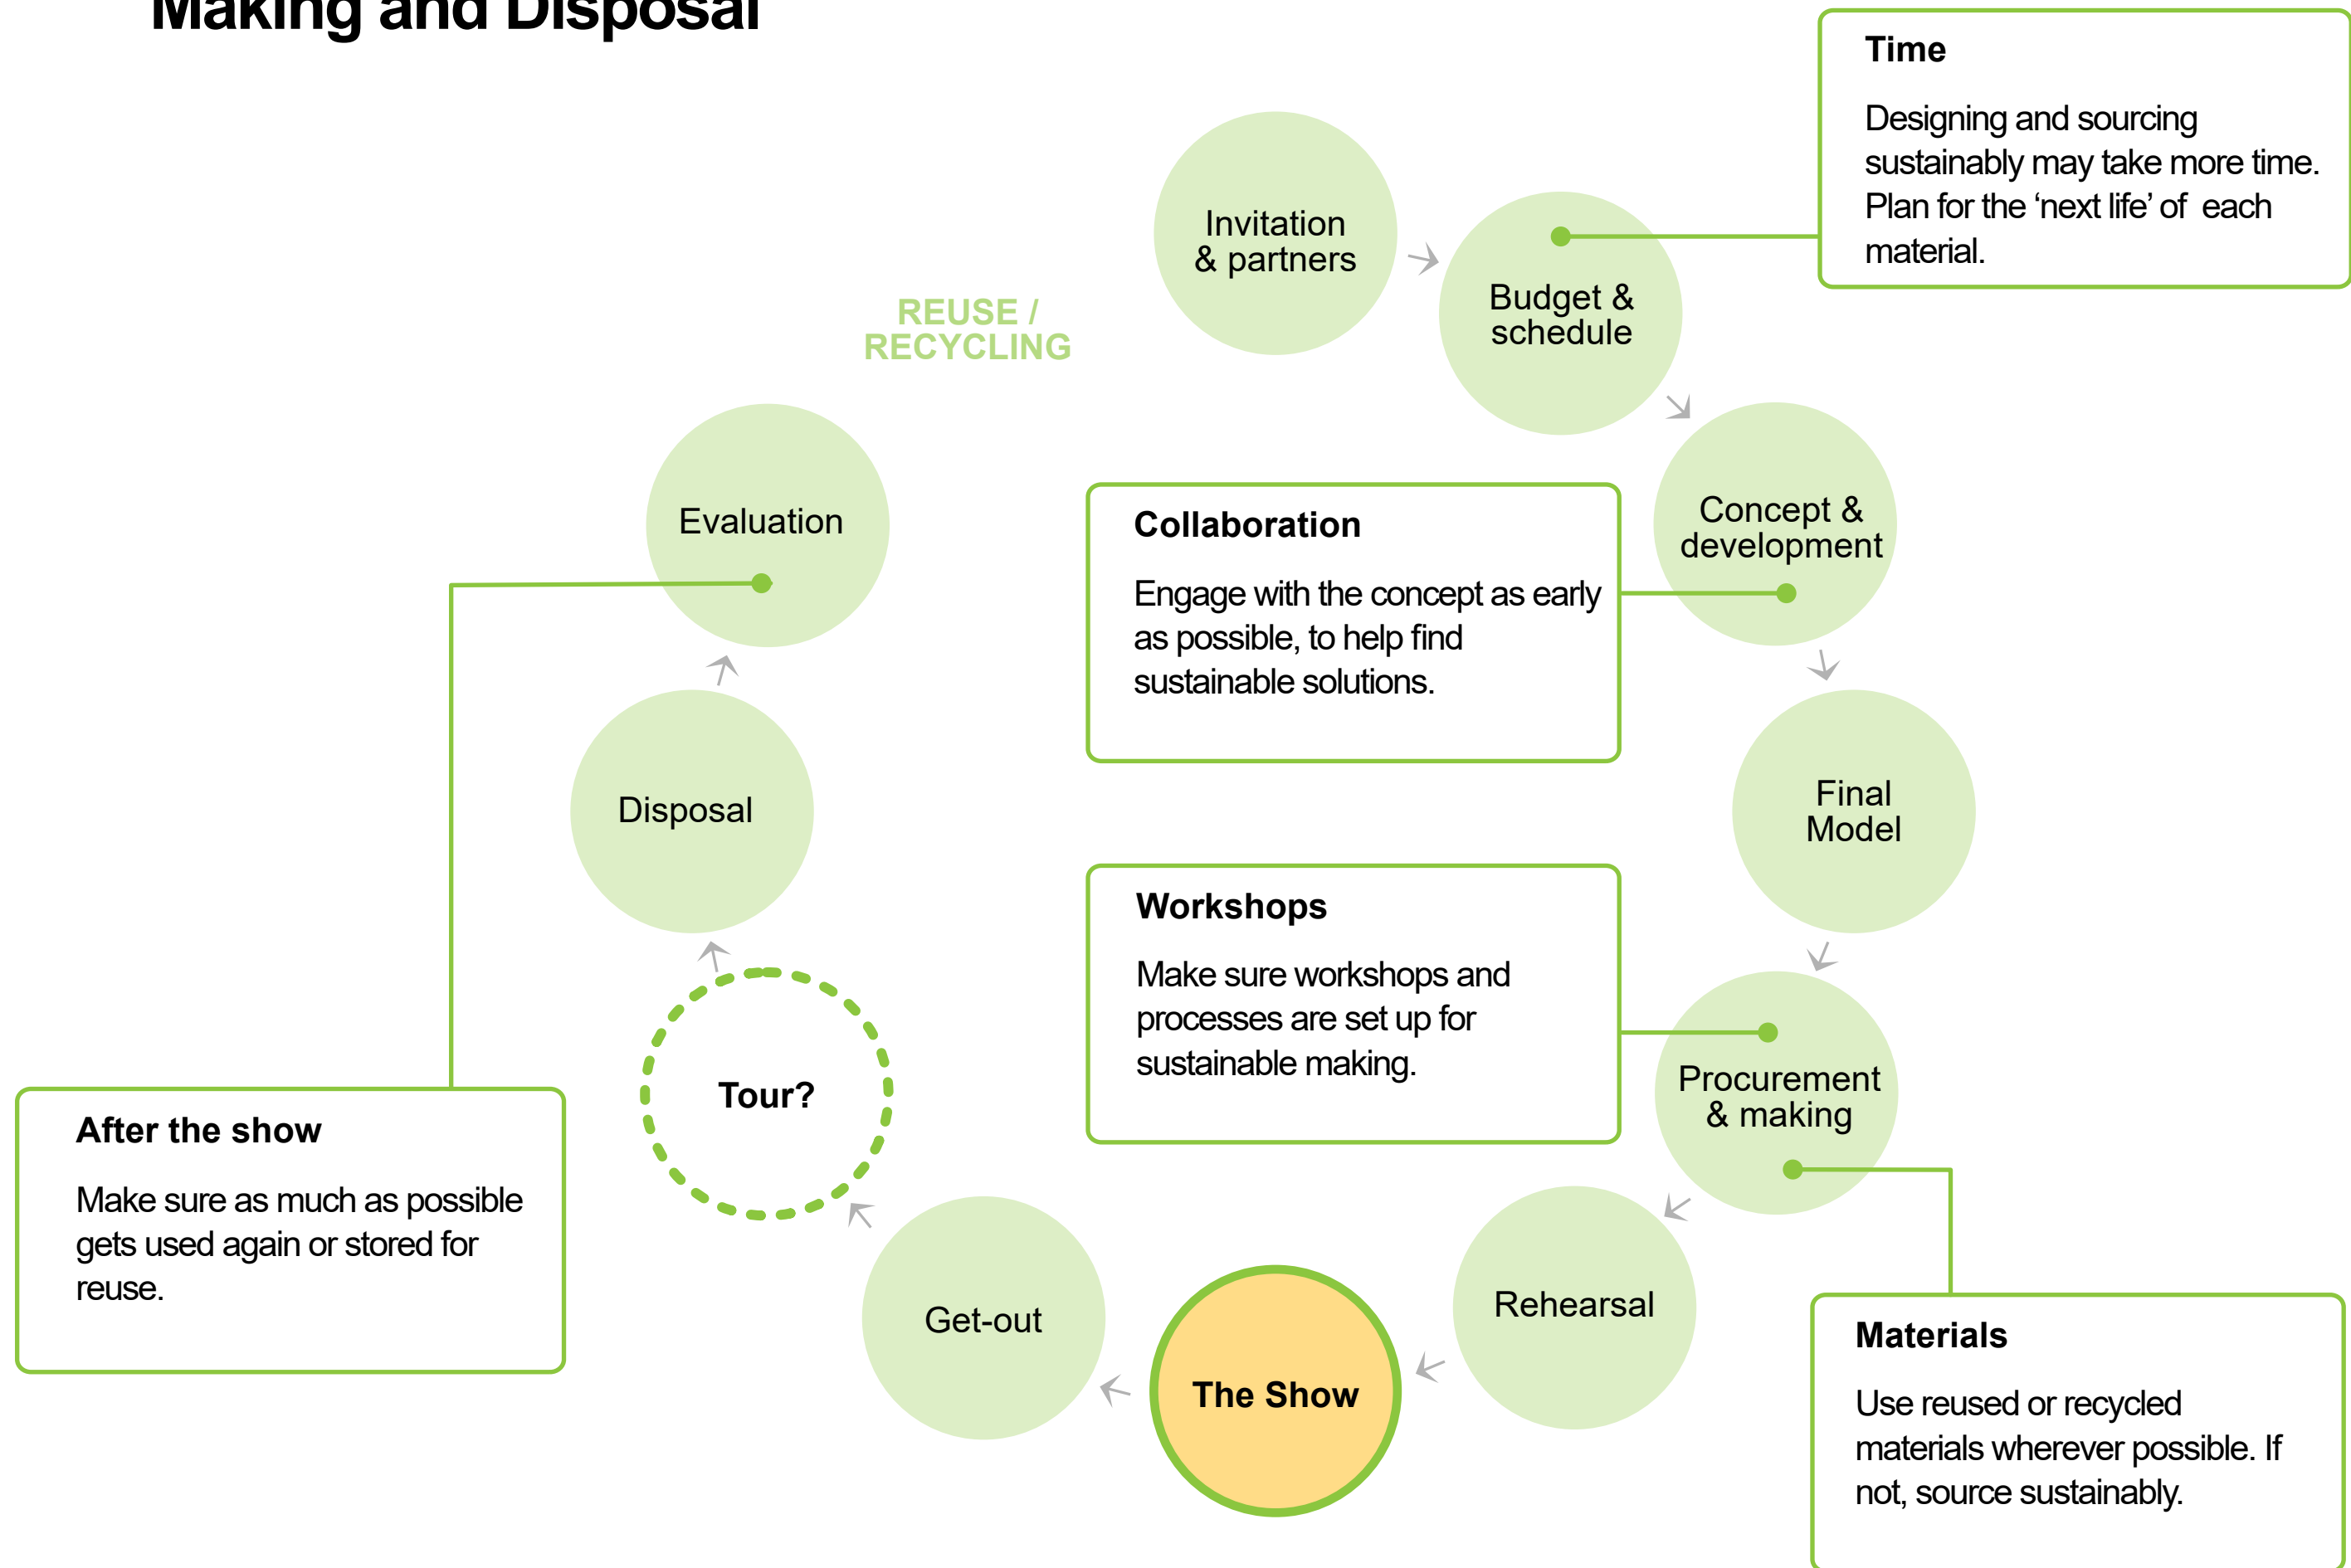 Making and Disposal
Time
Designing and sourcing
sustainably may take more time.
Plan for the ‘next life’ of each
material.
Invitation
& partners
Budget &
schedule
REUSE /
RECYCLING
Concept &
development
Collaboration
Engage with the concept as early
as possible, to help find
sustainable solutions.
Evaluation
Final
Model
Disposal
Workshops
Make sure workshops and
processes are set up for
sustainable making.
Procurement
& making
Tour?
After the show
Make sure as much as possible
gets used again or stored for
reuse.
Rehearsal
Get-out
The Show
Materials
Use reused or recycled
materials wherever possible. If
not, source sustainably.